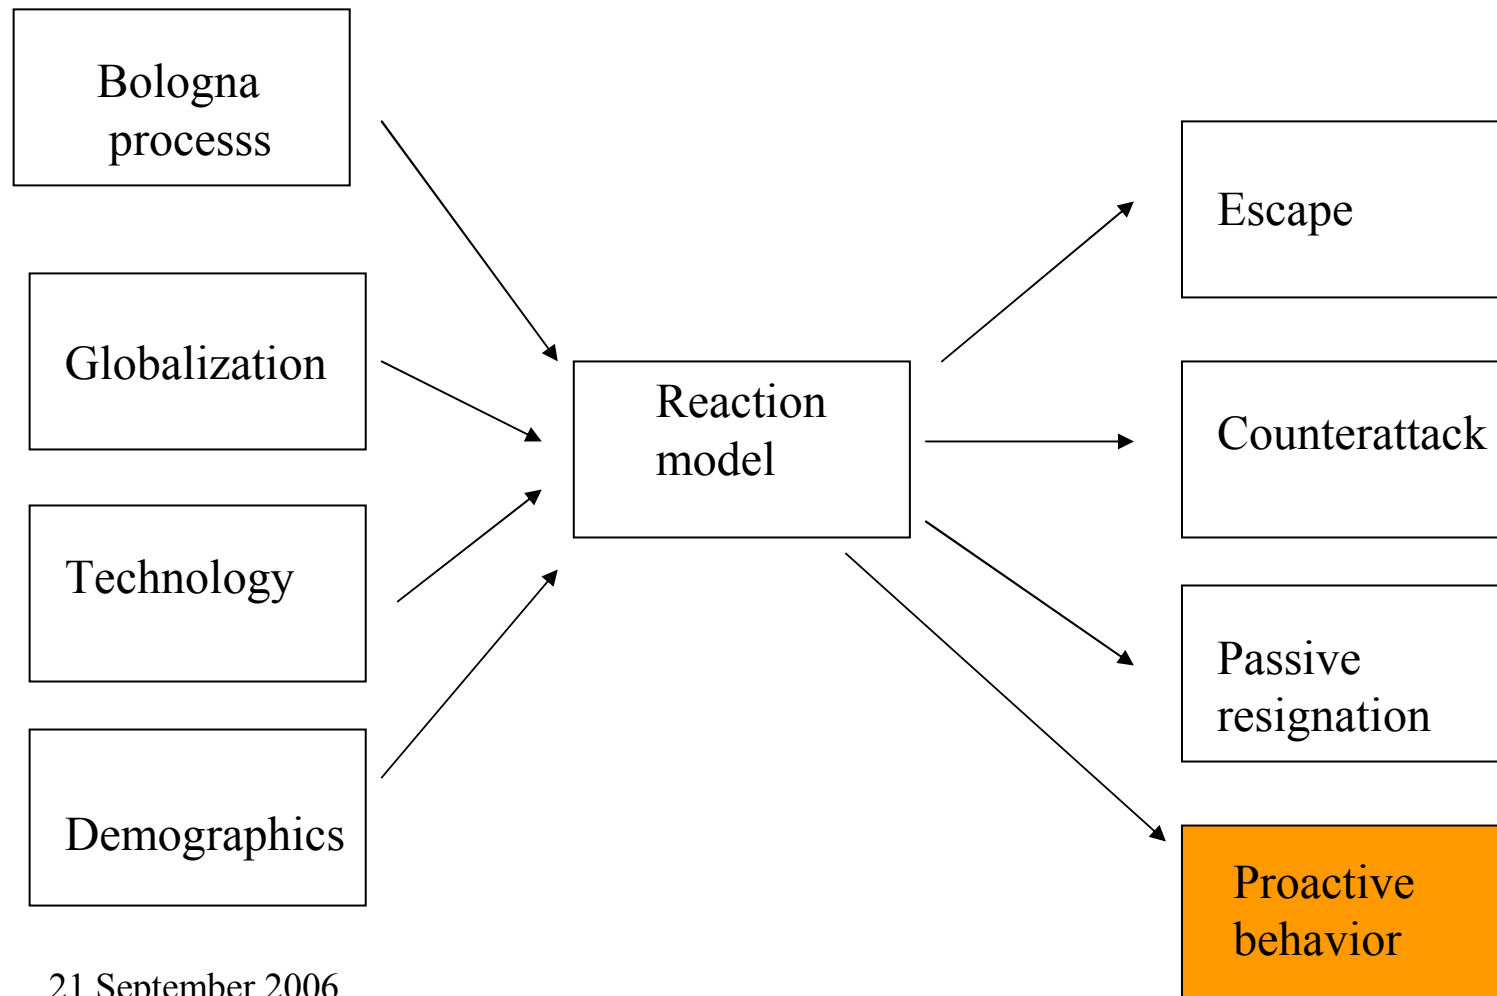 Bologna
processs
Globalization
Technology
Demographics
Reaction
model
Escape
Counterattack
Passive
resignation
Proactive
behavior
21 September 2006